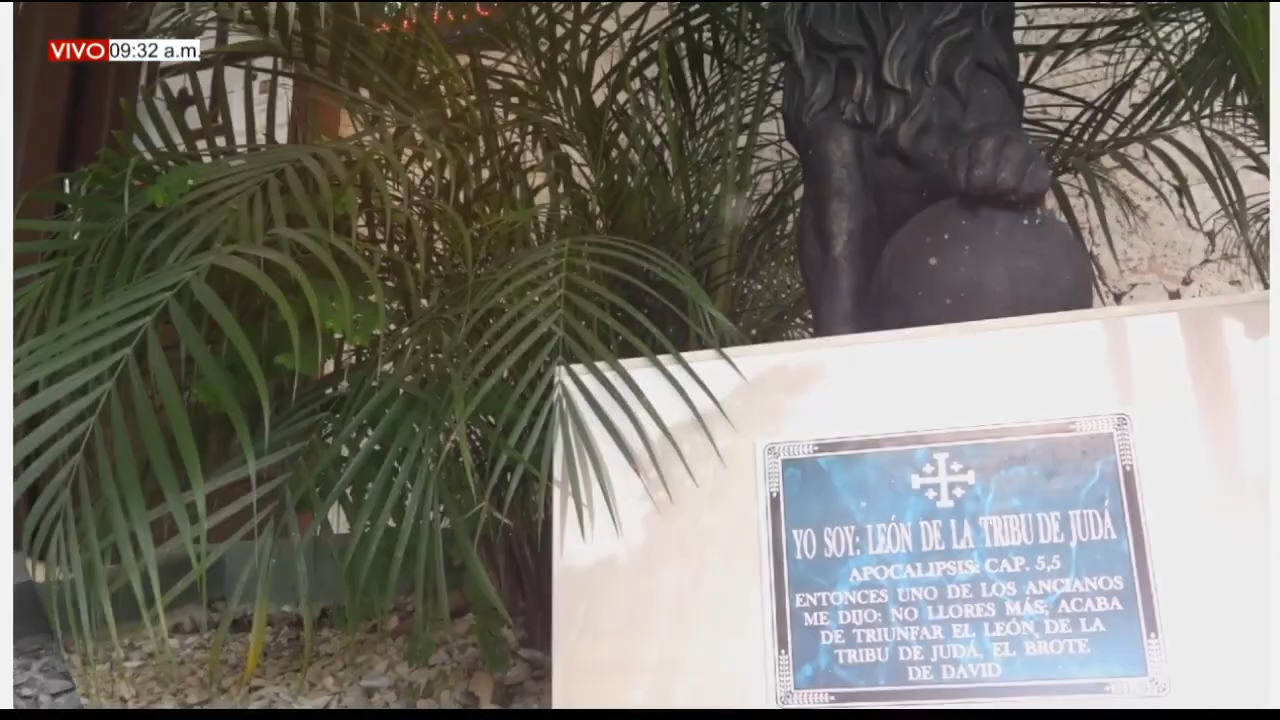 VIVO 09:32 a.m.
YO SOY: LEÓN DE LA TRIBU DE JUDÁ
APOCALIPSIS: CAP. 5,5
ENTONCES UNO DE LOS ANCIANOS
ME DIJO: NO LLORES MÁS; ACABA
DE TRIUNFAR EL LEÓN DE LA
TRIBU DE JUDÁ, EL BROTE
DE DAVID